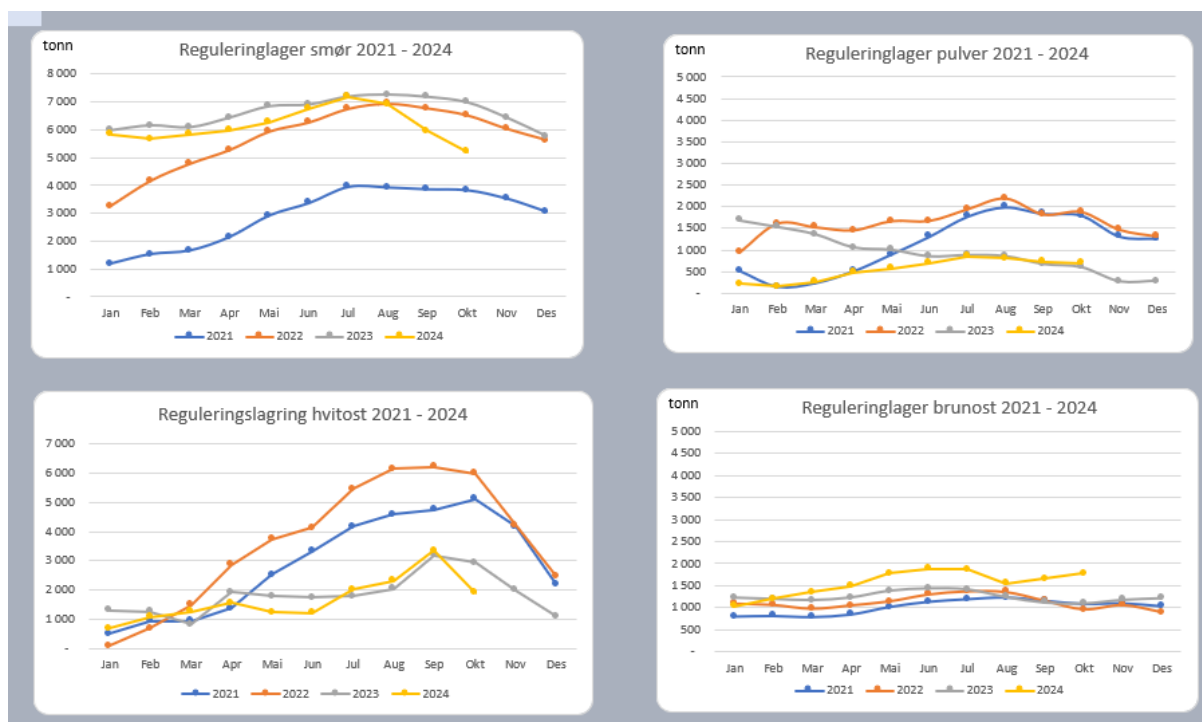 tonn
Reguleringlager smør 2021 - 2024
8 000
7 000
6 000
5 000
4 000
3 000
2 000
1 000
-
Jan Feb Mar Apr Mai Jun Jul Aug Sep Okt Nov Des
2021 2022 2023 2024
Reguleringlager pulver 2021 - 2024
5 000
4 500
4 000
3 500
3 000
2 500
2 000
1 500
1 000
500
-
Jan Feb Mar Apr Mai Jun Jul Aug Sep Okt Nov Des
2021 2022 2023 2024
Reguleringslagring hvitost 2021 - 2024
7 000
6 000
5 000
4 000
3 000
2 000
1 000
-
Jan Feb Mar Apr Mai Jun Jul Aug Sep Okt Nov Des
2021 2022 2023 2024
tonn
Reguleringlager brunost 2021 - 2024
5 000
4 500
4 000
3 500
3 000
2 500
2 000
1 500
1 000
500
-
Jan Feb Mar Apr Mai Jun Jul Aug Sep Okt Nov Des
2021 2022 2023 2024